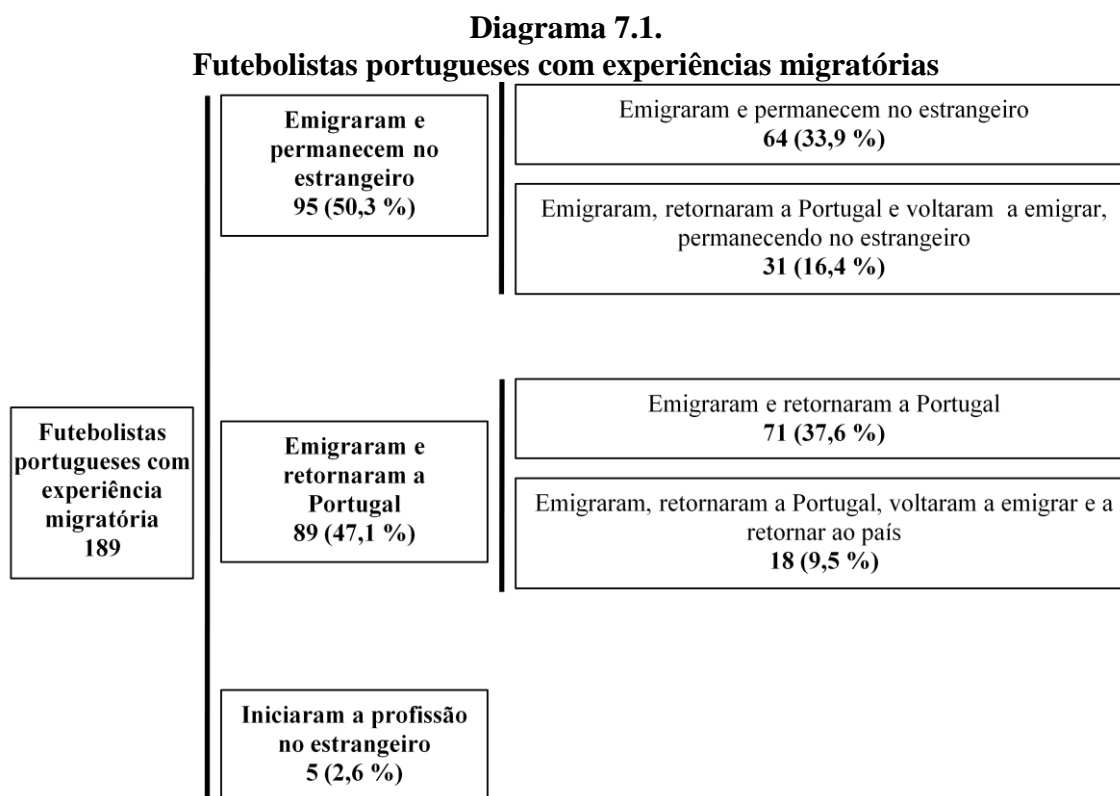 Diagrama 7.1.
Futebolistas portugueses com experiências migratórias
Futebolistas
portugueses com
experiência
migratória
189
Emigraram e
permanecem no
estrangeiro
95 (50,3 %)
Emigraram e permanecem no estrangeiro
64 (33,9 %)
Emigraram, retornaram a Portugal e voltaram a emigrar,
permanecendo no estrangeiro
31 (16,4 %)
Emigraram e
retornaram a
Portugal
89 (47,1 %)
Emigraram e retornaram a Portugal
71 (37,6 %)
Emigraram, retornaram a Portugal, voltaram a emigrar e a
retornar ao país
18 (9,5 %)
Iniciaram a profissão
no estrangeiro
5 (2,6 %)